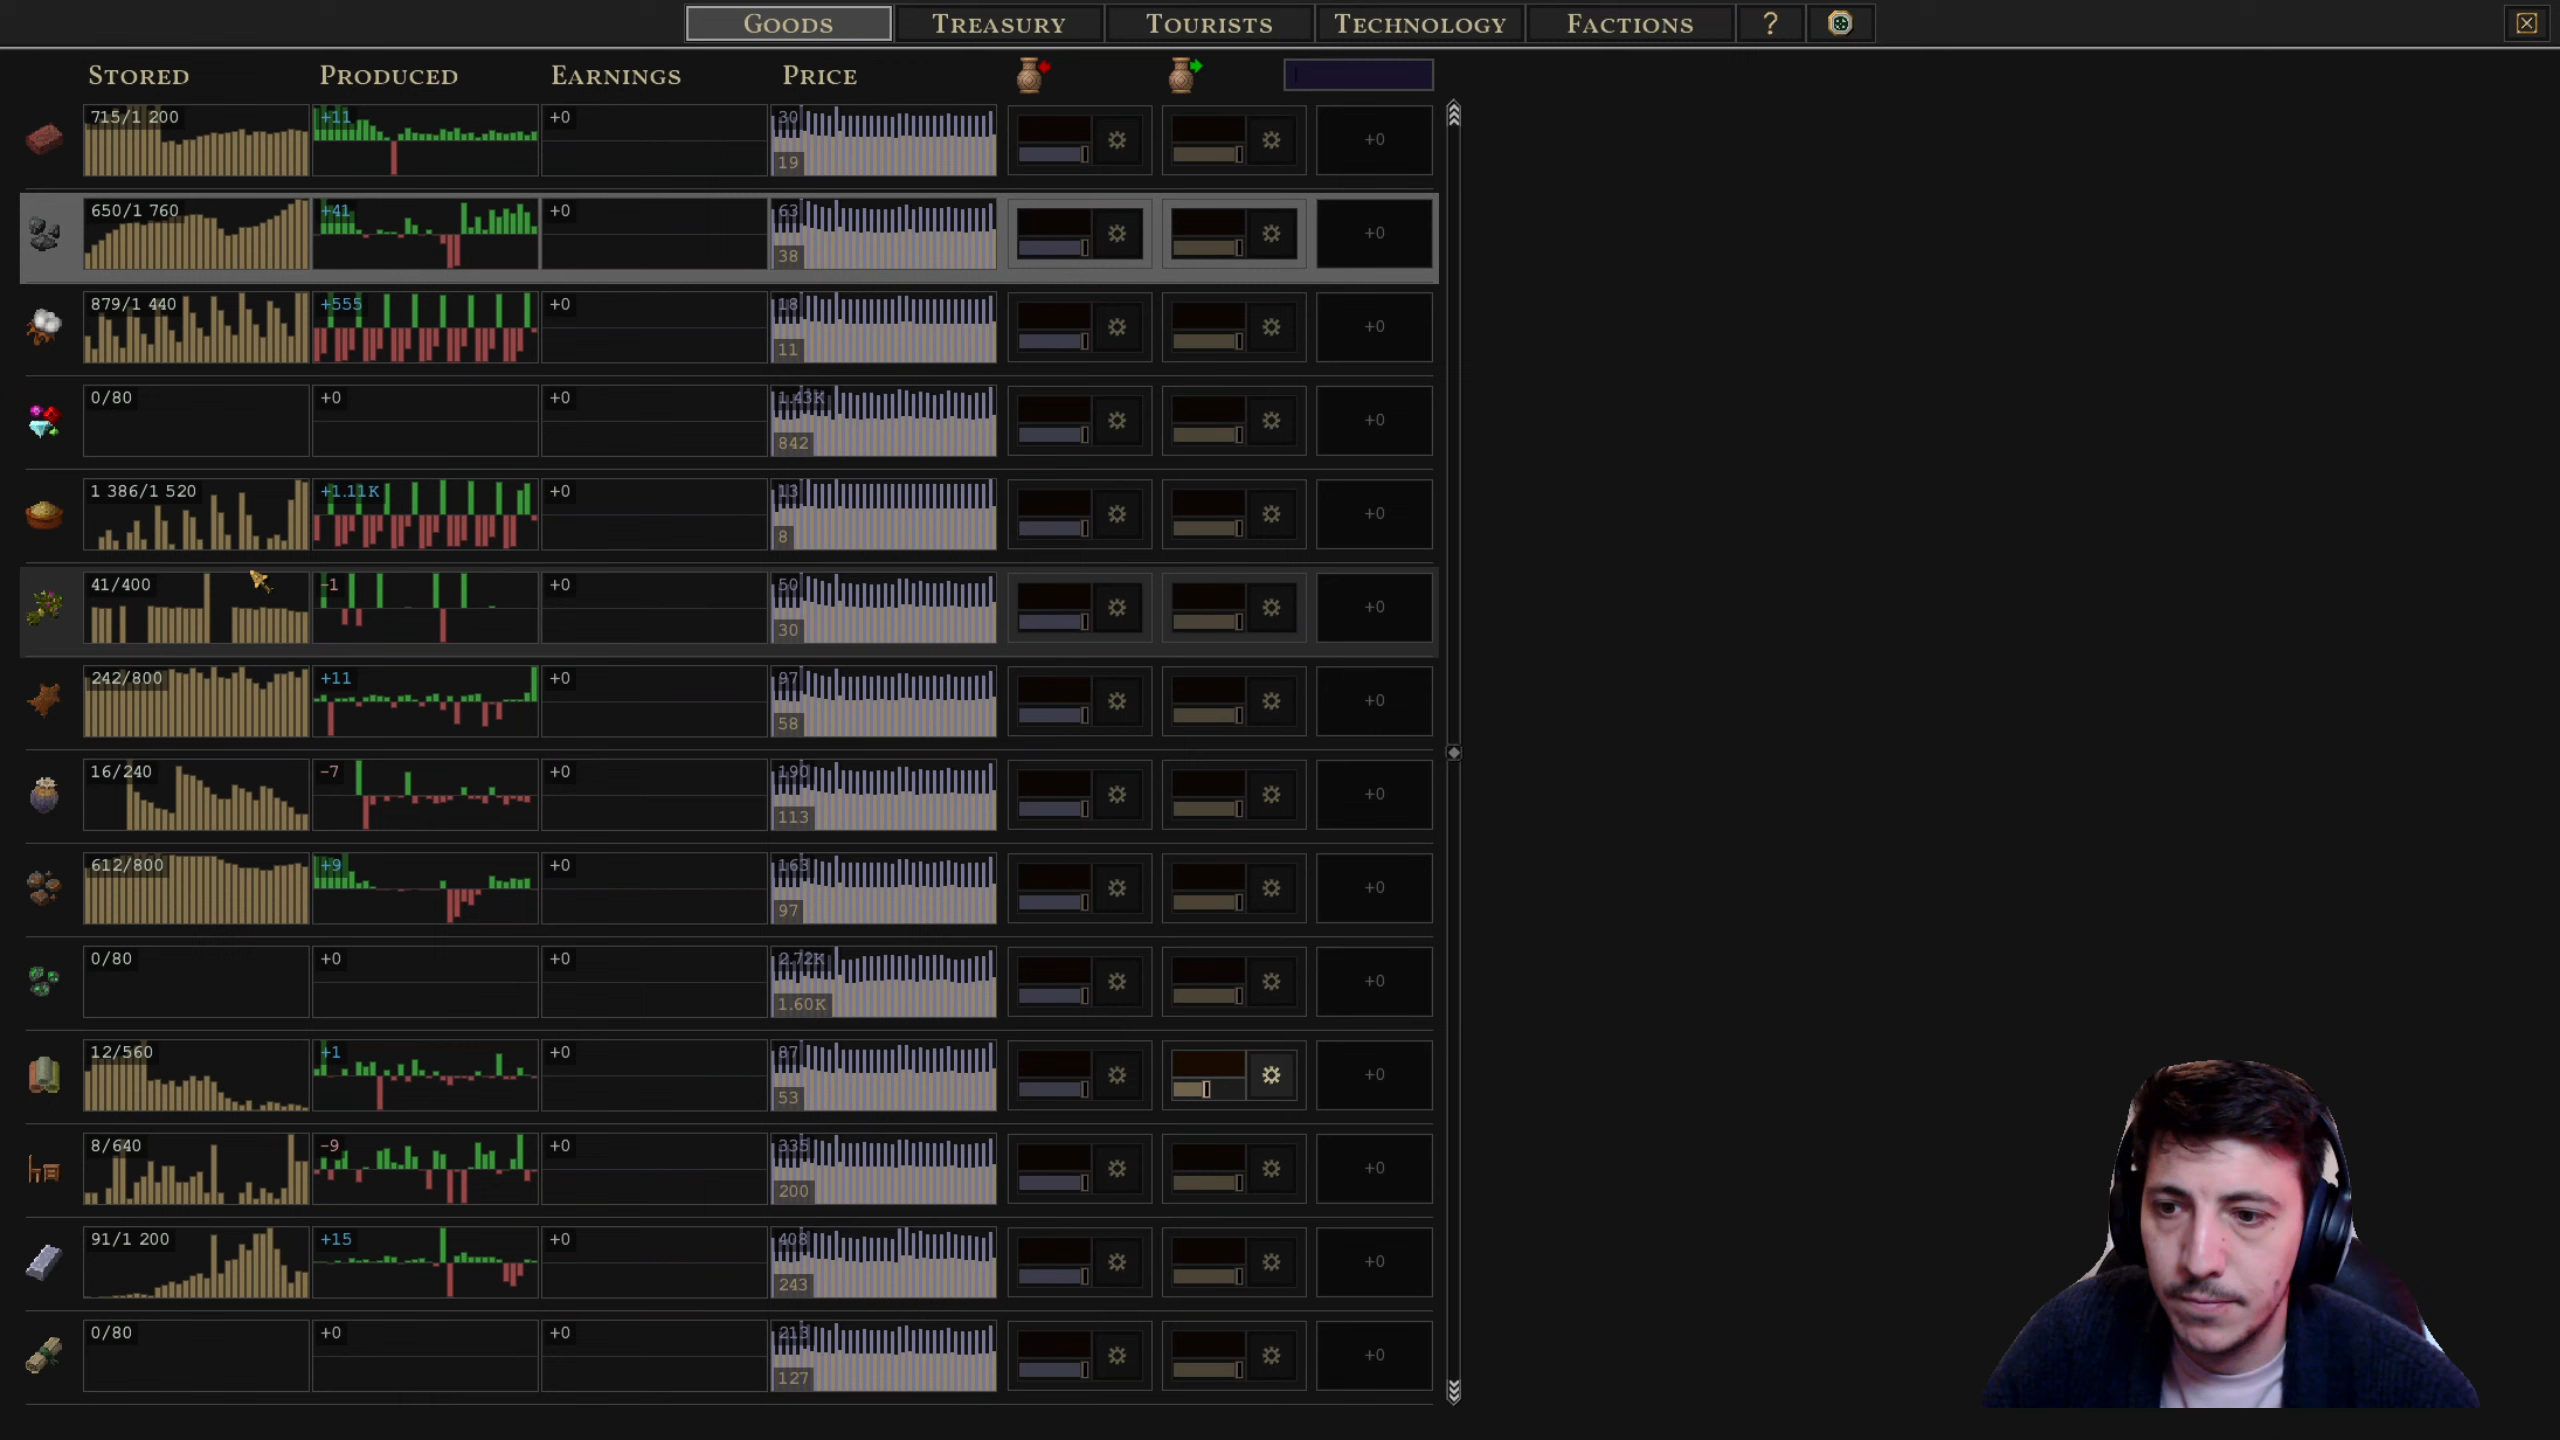 GOODS TREASURY TOURISTS TECHNOLOGY FACTIONS ?
STORED PRODUCED EARNINGS PRICE
715/1 200 +11 +0 30 +0
19
650/1 760 +41 +0 63 +0
38
879/1 440 +555 +0 18 +0
11
0/80 +0 +0 1.43K +0
842
1 386/1 520 +1.11K +0 13 +0
8
41/400 -1 +0 50 +0
30
242/800 +11 +0 97 +0
58
16/240 -7 +0 190 +0
113
612/800 +9 +0 163 +0
97
0/80 +0 +0 2.72K +0
1.60K
12/560 +1 +0 87 +0
53
8/640 -9 +0 335 +0
200
91/1 200 +15 +0 408 +0
243
0/80 +0 +0 213 +0
127